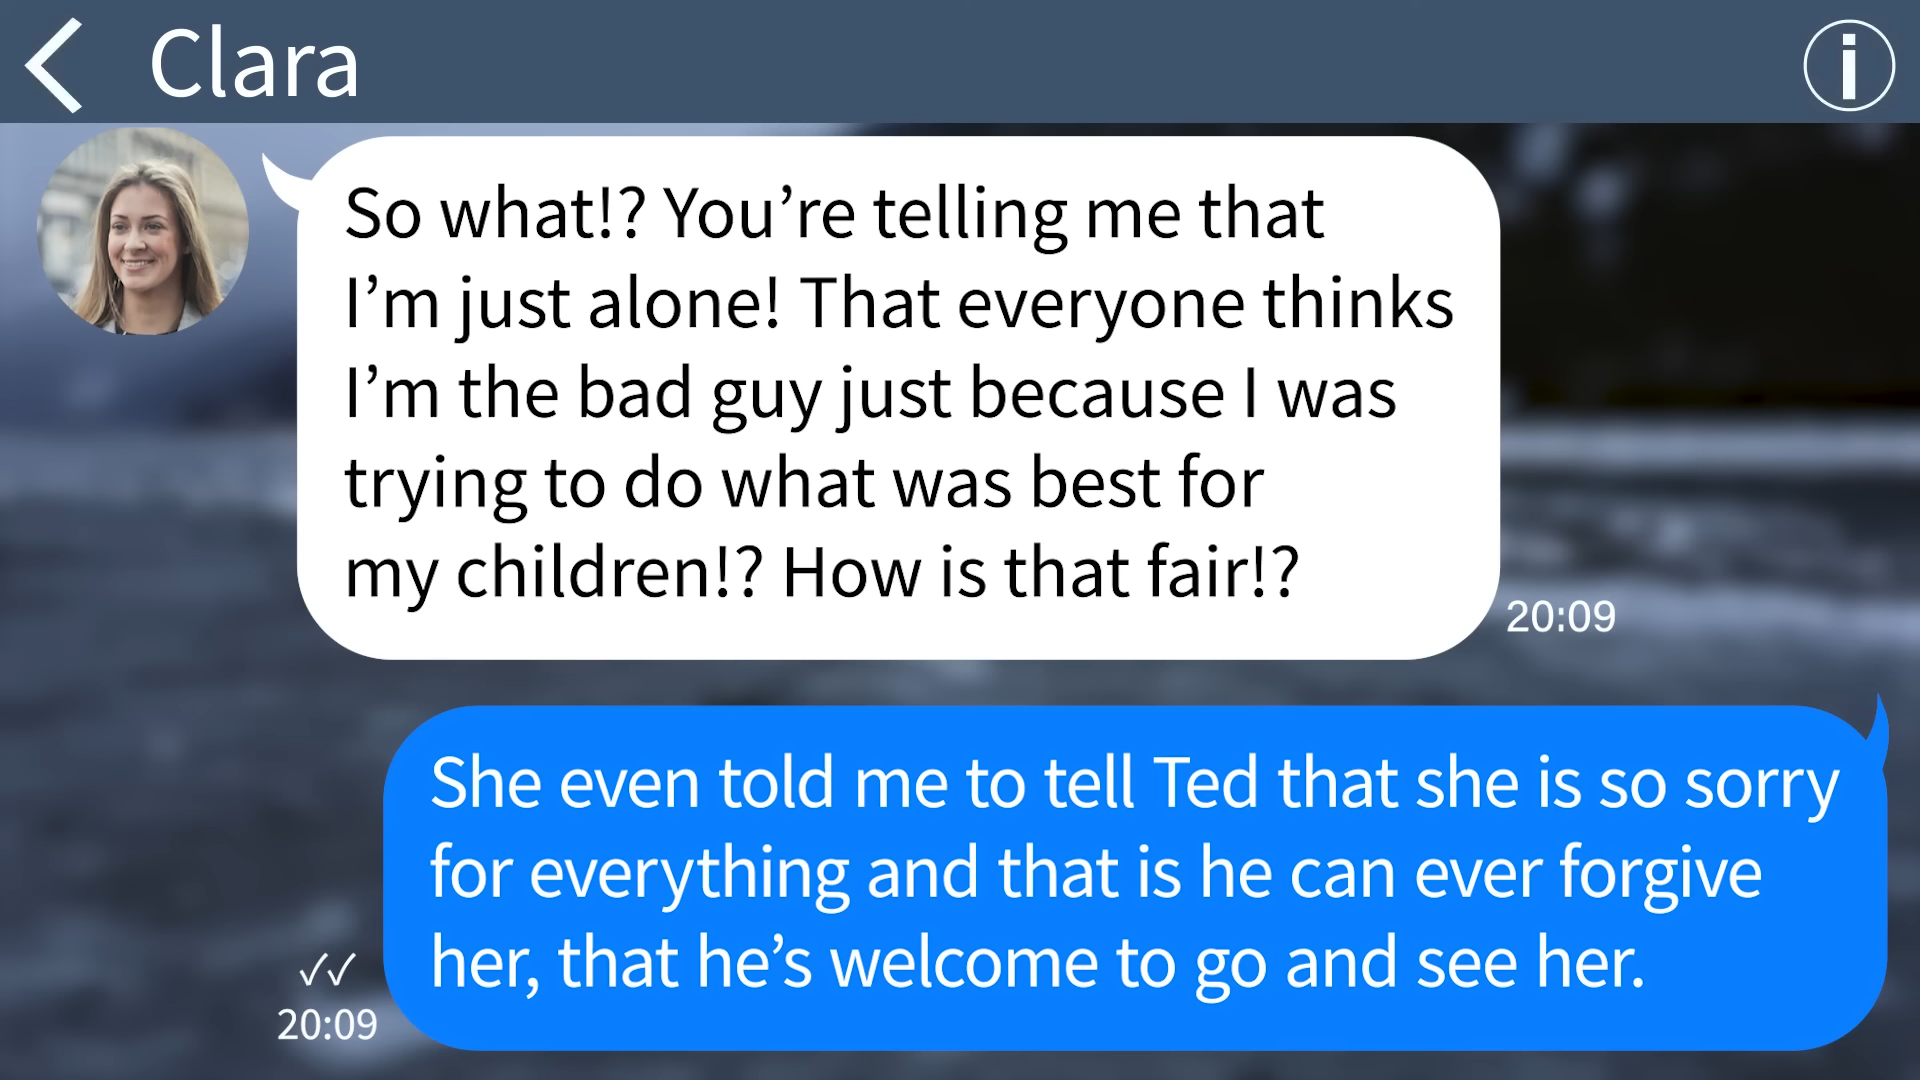 Clara
So what!? You’re telling me that
I’m just alone! That everyone thinks
I’m the bad guy just because I was
trying to do what was best for
my children!? How is that fair!?
20:09
She even told me to tell Ted that she is so sorry
for everything and that is he can ever forgive
her, that he’s welcome to go and see her.
20:09